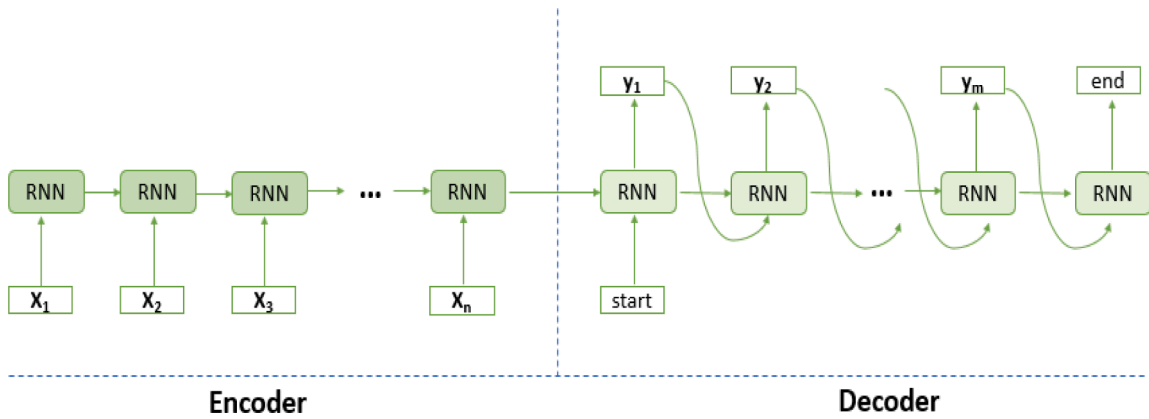 y₁ y₂ yₘ end
RNN RNN RNN ... RNN RNN RNN ... RNN RNN
X₁ X₂ X₃ Xₙ start
Encoder Decoder